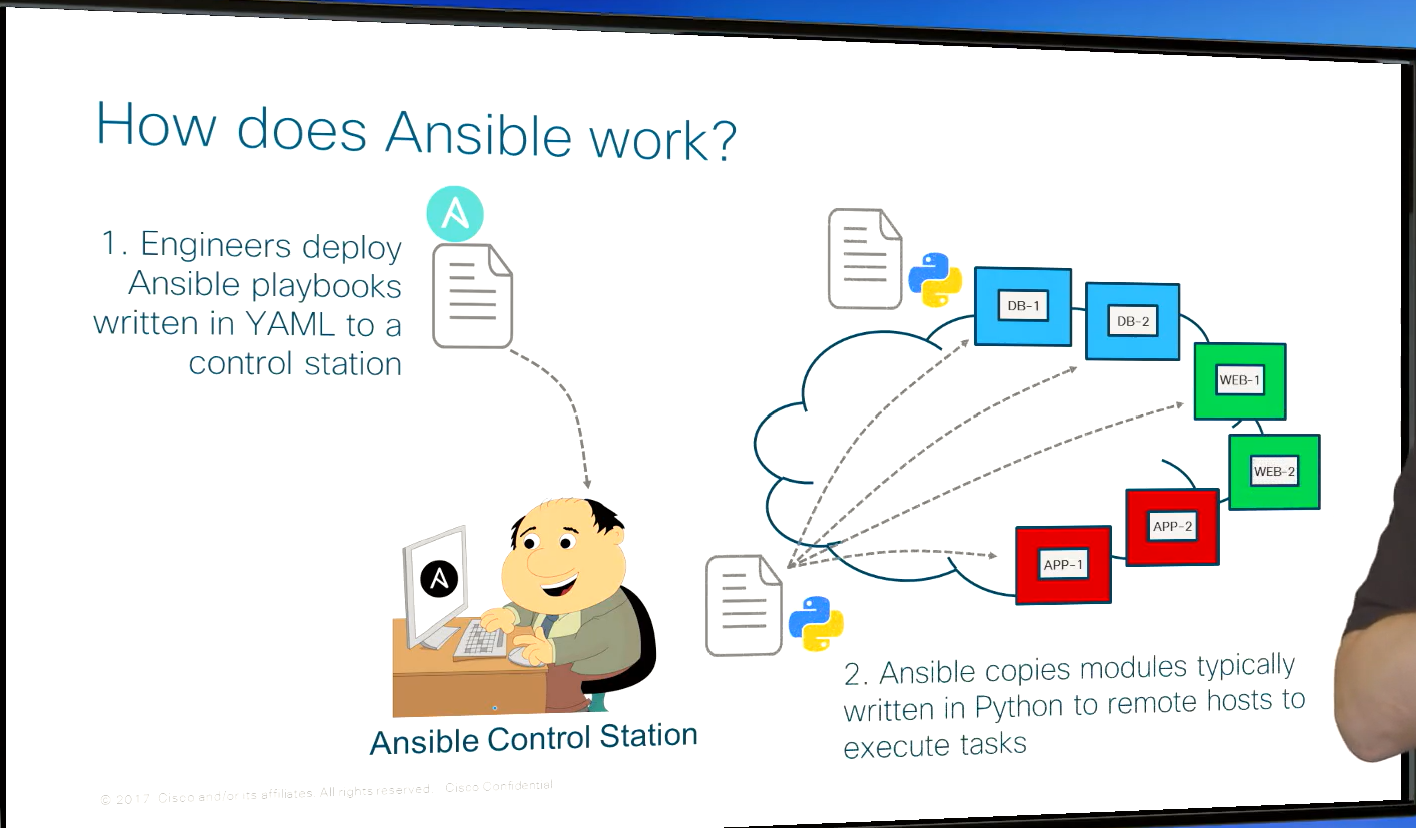 How does Ansible work?
1. Engineers deploy
Ansible playbooks
written in YAML to a
control station
DB-1
DB-2
WEB-1
WEB-2
APP-2
APP-1
2. Ansible copies modules typically
written in Python to remote hosts to
execute tasks
Ansible Control Station
© 2017 Cisco and/or its affiliates. All rights reserved. Cisco Confidential